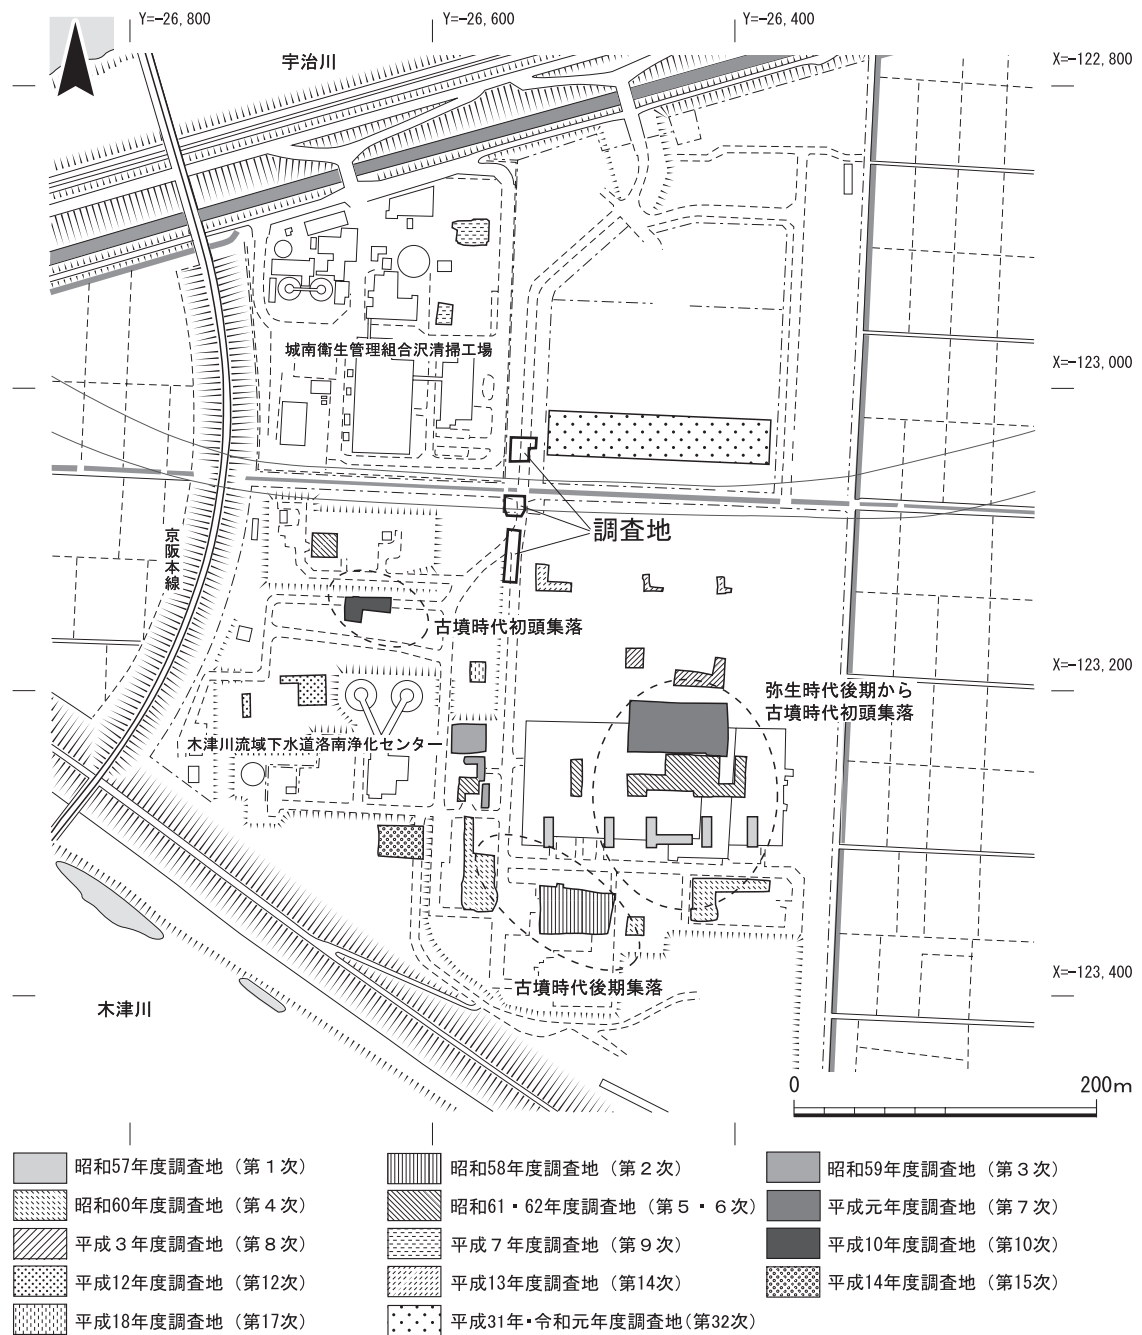 Y=-26,800
Y=-26,600
Y=-26,400
宇治川
X=-122,800
城南衛生管理組合沢清掃工場
X=-123,000
調査地
京阪本線
古墳時代初頭集落
X=-123,200
弥生時代後期から
古墳時代初頭集落
木津川流域下水道洛南浄化センター
X=-123,400
古墳時代後期集落
木津川
0
200m
昭和57年度調査地（第１次）
昭和58年度調査地（第２次）
昭和59年度調査地（第３次）
昭和60年度調査地（第４次）
昭和61・62年度調査地（第５・６次）
平成元年度調査地（第７次）
平成３年度調査地（第８次）
平成７年度調査地（第９次）
平成10年度調査地（第10次）
平成12年度調査地（第12次）
平成13年度調査地（第14次）
平成14年度調査地（第15次）
平成18年度調査地（第17次）
平成31年・令和元年度調査地（第32次）